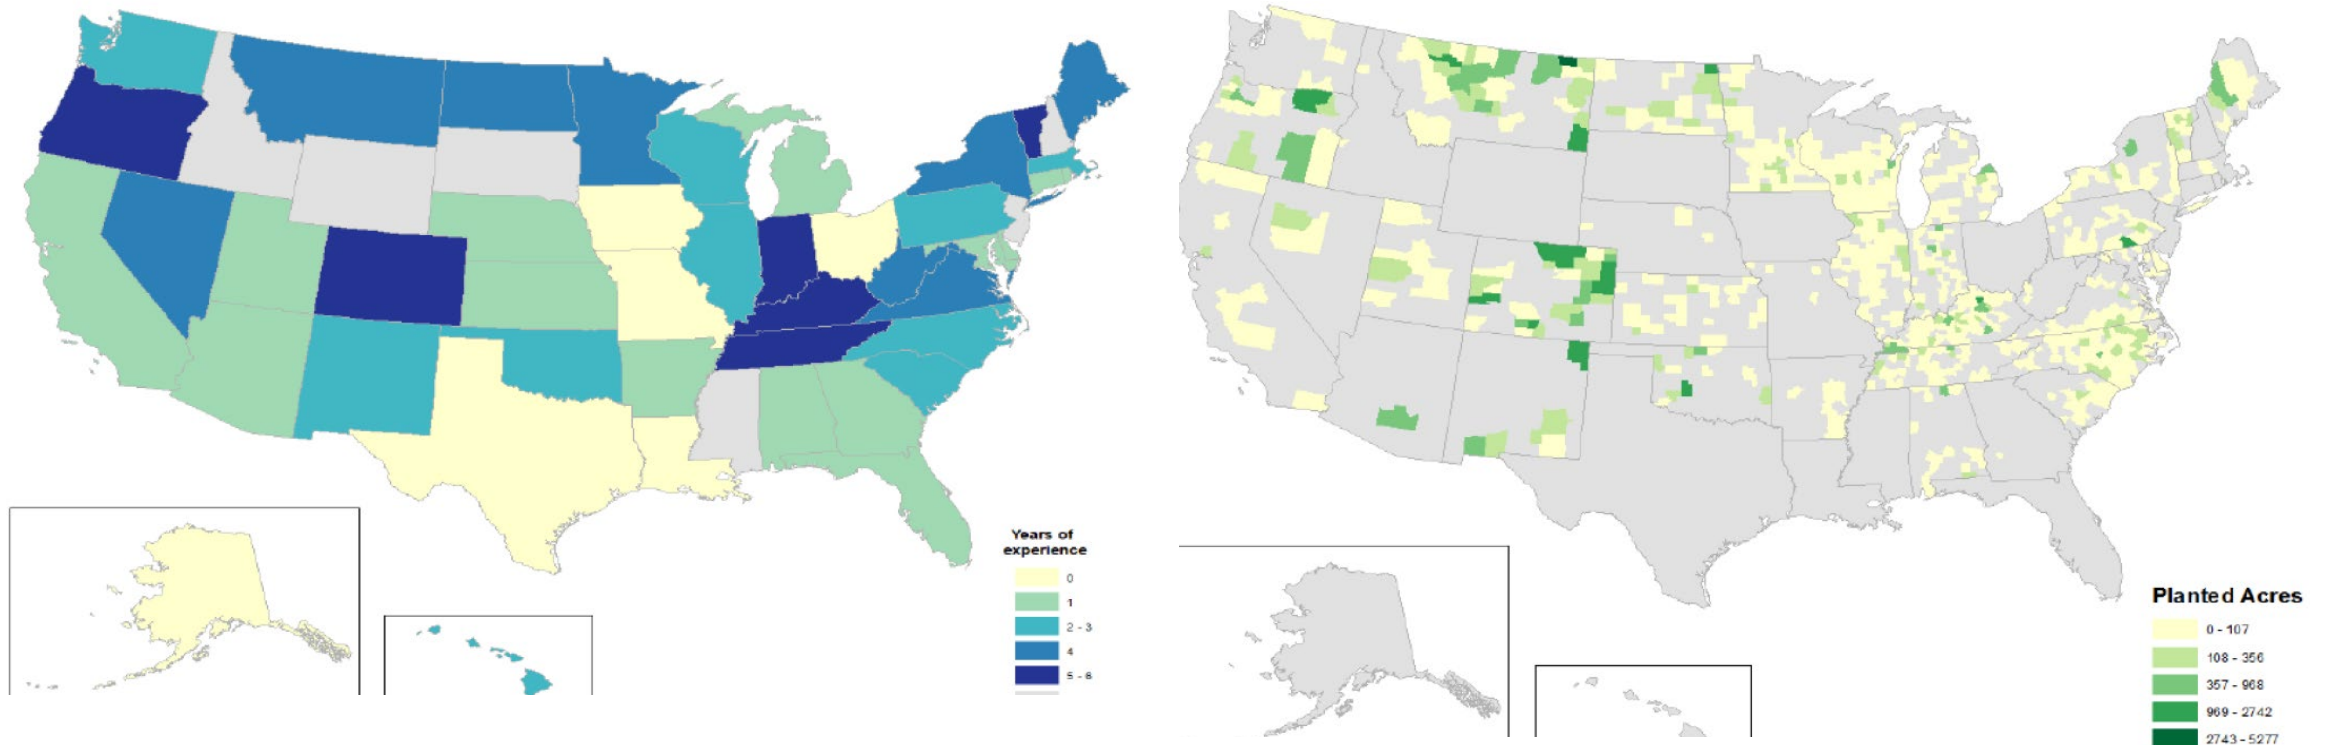 Years of
experience
0
1
2 - 3
4
5 - 6
Planted Acres
0 - 107
108 - 356
357 - 968
969 - 2742
2743 - 5277